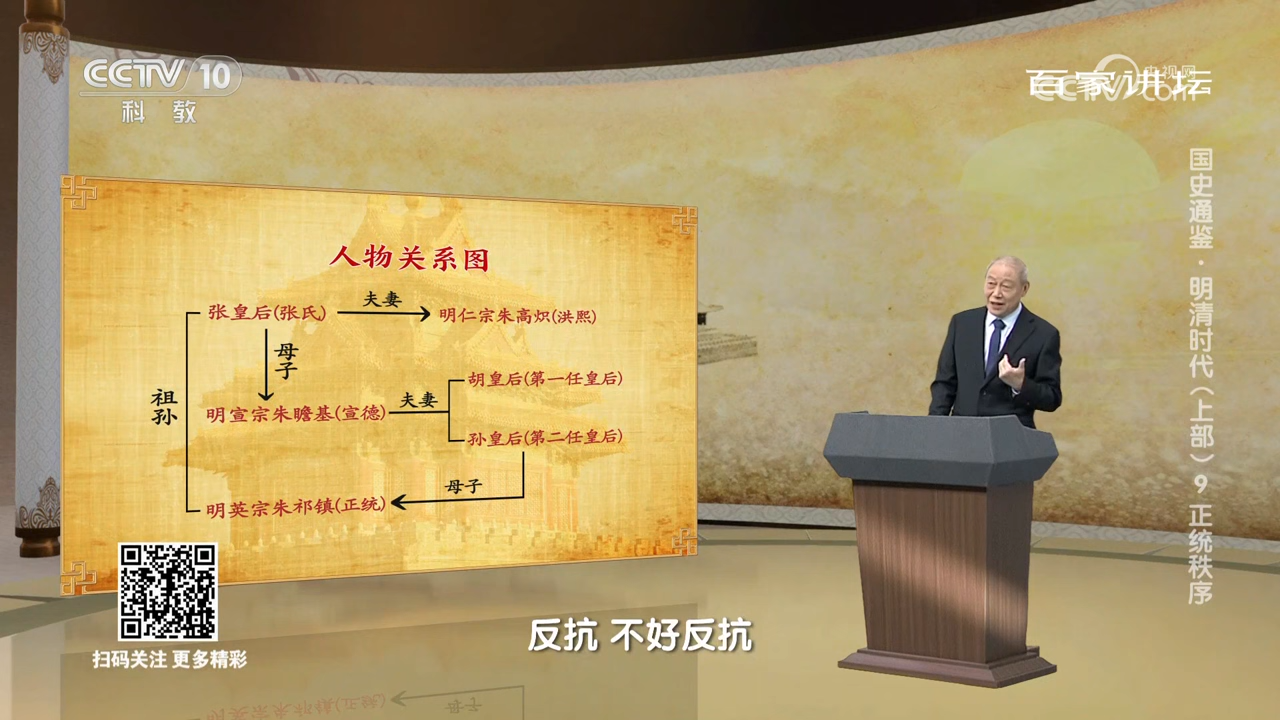 CCTV 10
科 教
央视网
CCTV.com
百家讲坛
国史通鉴·明清时代(上部)9 正统秩序
人物关系图
张皇后(张氏)
夫妻
明仁宗朱高炽(洪熙)
母子
祖孙
明宣宗朱瞻基(宣德)
夫妻
胡皇后(第一任皇后)
孙皇后(第二任皇后)
母子
明英宗朱祁镇(正统)
反抗 不好反抗
扫码关注 更多精彩